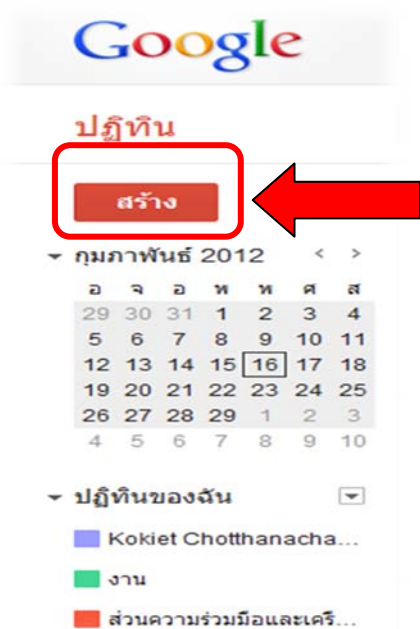 Google
ปฏิทิน
สร้าง
กุมภาพันธ์ 2012 < >
อ จ อ พ พ ศ ส
29 30 31 1 2 3 4
5 6 7 8 9 10 11
12 13 14 15 16 17 18
19 20 21 22 23 24 25
26 27 28 29 1 2 3
4 5 6 7 8 9 10
ปฏิทินของฉัน
Kokiet Chotthanacha...
งาน
ส่วนความร่วมมือและเครื...